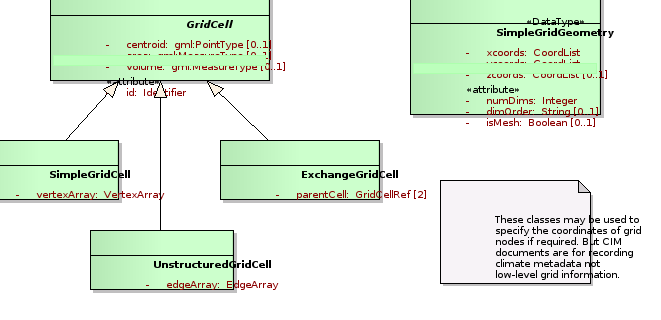 GridCell
- centroid: gml:PointType [0..1]
- area: gml:MeasureType [0..1]
- volume: gml:MeasureType [0..1]
«attribute»
- id: Identifier
«DataType»
SimpleGridGeometry
- xcoords: CoordList
- ycoords: CoordList
- zcoords: CoordList [0..1]
«attribute»
- numDims: Integer
- dimOrder: String [0..1]
- isMesh: Boolean [0..1]
SimpleGridCell
- vertexArray: VertexArray
ExchangeGridCell
- parentCell: GridCellRef [2]
UnstructuredGridCell
- edgeArray: EdgeArray
These classes may be used to
specify the coordinates of grid
nodes if required. But CIM
documents are for recording
climate metadata not
low-level grid information.